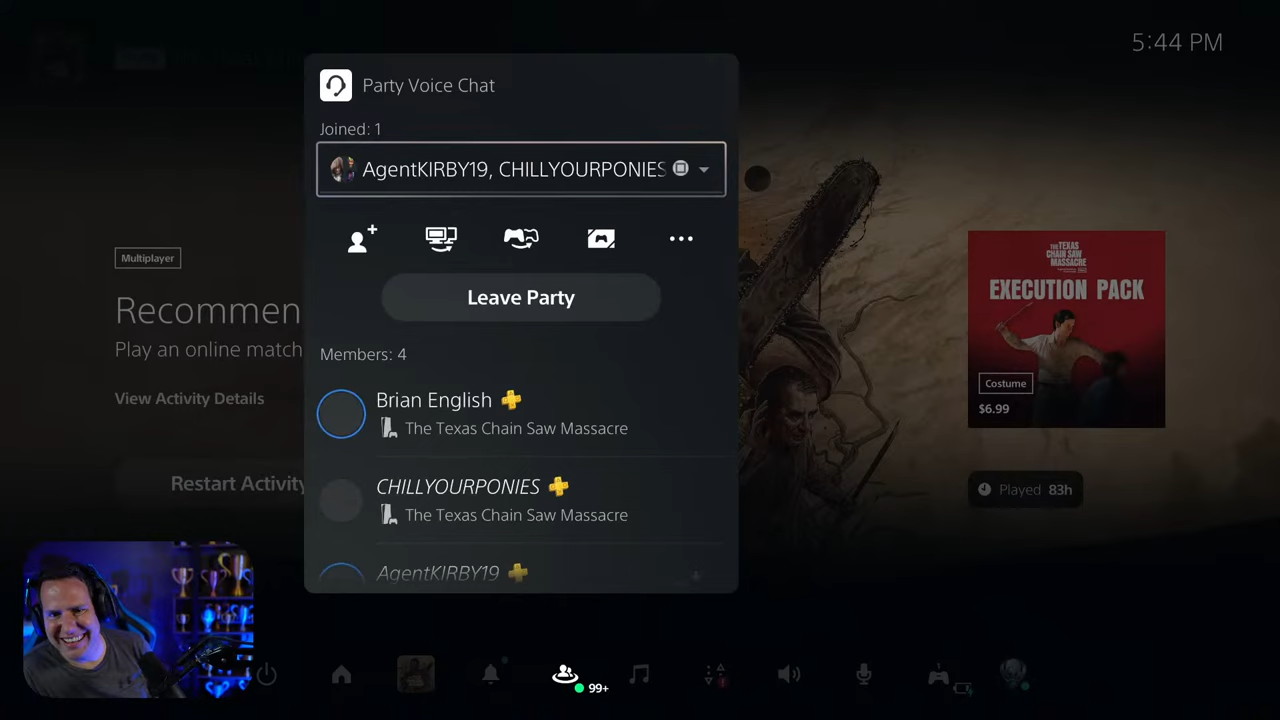 5:44 PM
Party Voice Chat
Joined: 1
AgentKIRBY19, CHILLYOURPONIES
Leave Party
Members: 4
Brian English
The Texas Chain Saw Massacre
CHILLYOURPONIES
The Texas Chain Saw Massacre
AgentKIRBY19
Multiplayer
Recommen
Play an online match
View Activity Details
Restart Activity
THE TEXAS
CHAIN SAW
MASSACRE
EXECUTION PACK
Costume
$6.99
Played 83h
99+